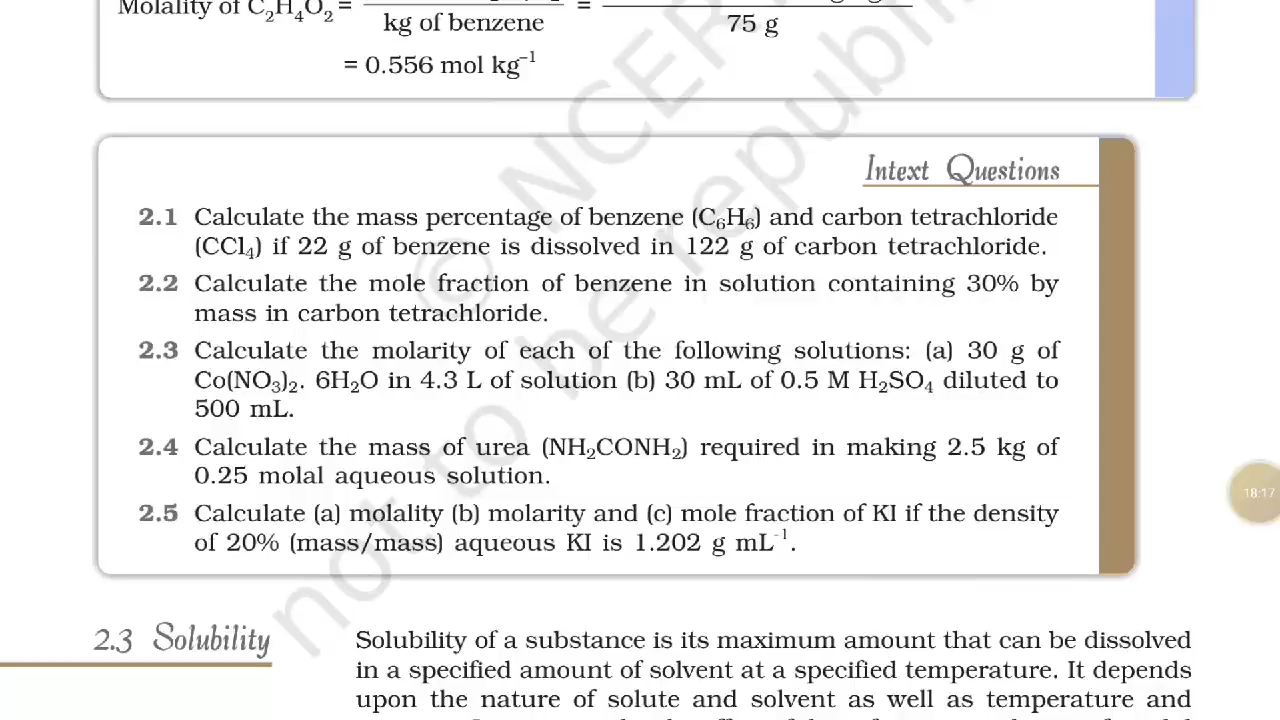 Molality of C₂H₄O₂ = kg of benzene = 75 g
= 0.556 mol kg⁻¹
Intext Questions
2.1 Calculate the mass percentage of benzene (C₆H₆) and carbon tetrachloride
(CCl₄) if 22 g of benzene is dissolved in 122 g of carbon tetrachloride.
2.2 Calculate the mole fraction of benzene in solution containing 30% by
mass in carbon tetrachloride.
2.3 Calculate the molarity of each of the following solutions: (a) 30 g of
Co(NO₃)₂. 6H₂O in 4.3 L of solution (b) 30 mL of 0.5 M H₂SO₄ diluted to
500 mL.
2.4 Calculate the mass of urea (NH₂CONH₂) required in making 2.5 kg of
0.25 molal aqueous solution.
2.5 Calculate (a) molality (b) molarity and (c) mole fraction of KI if the density
of 20% (mass/mass) aqueous KI is 1.202 g mL⁻¹.
18:17
2.3 Solubility
Solubility of a substance is its maximum amount that can be dissolved
in a specified amount of solvent at a specified temperature. It depends
upon the nature of solute and solvent as well as temperature and
© NCER
not to be republi